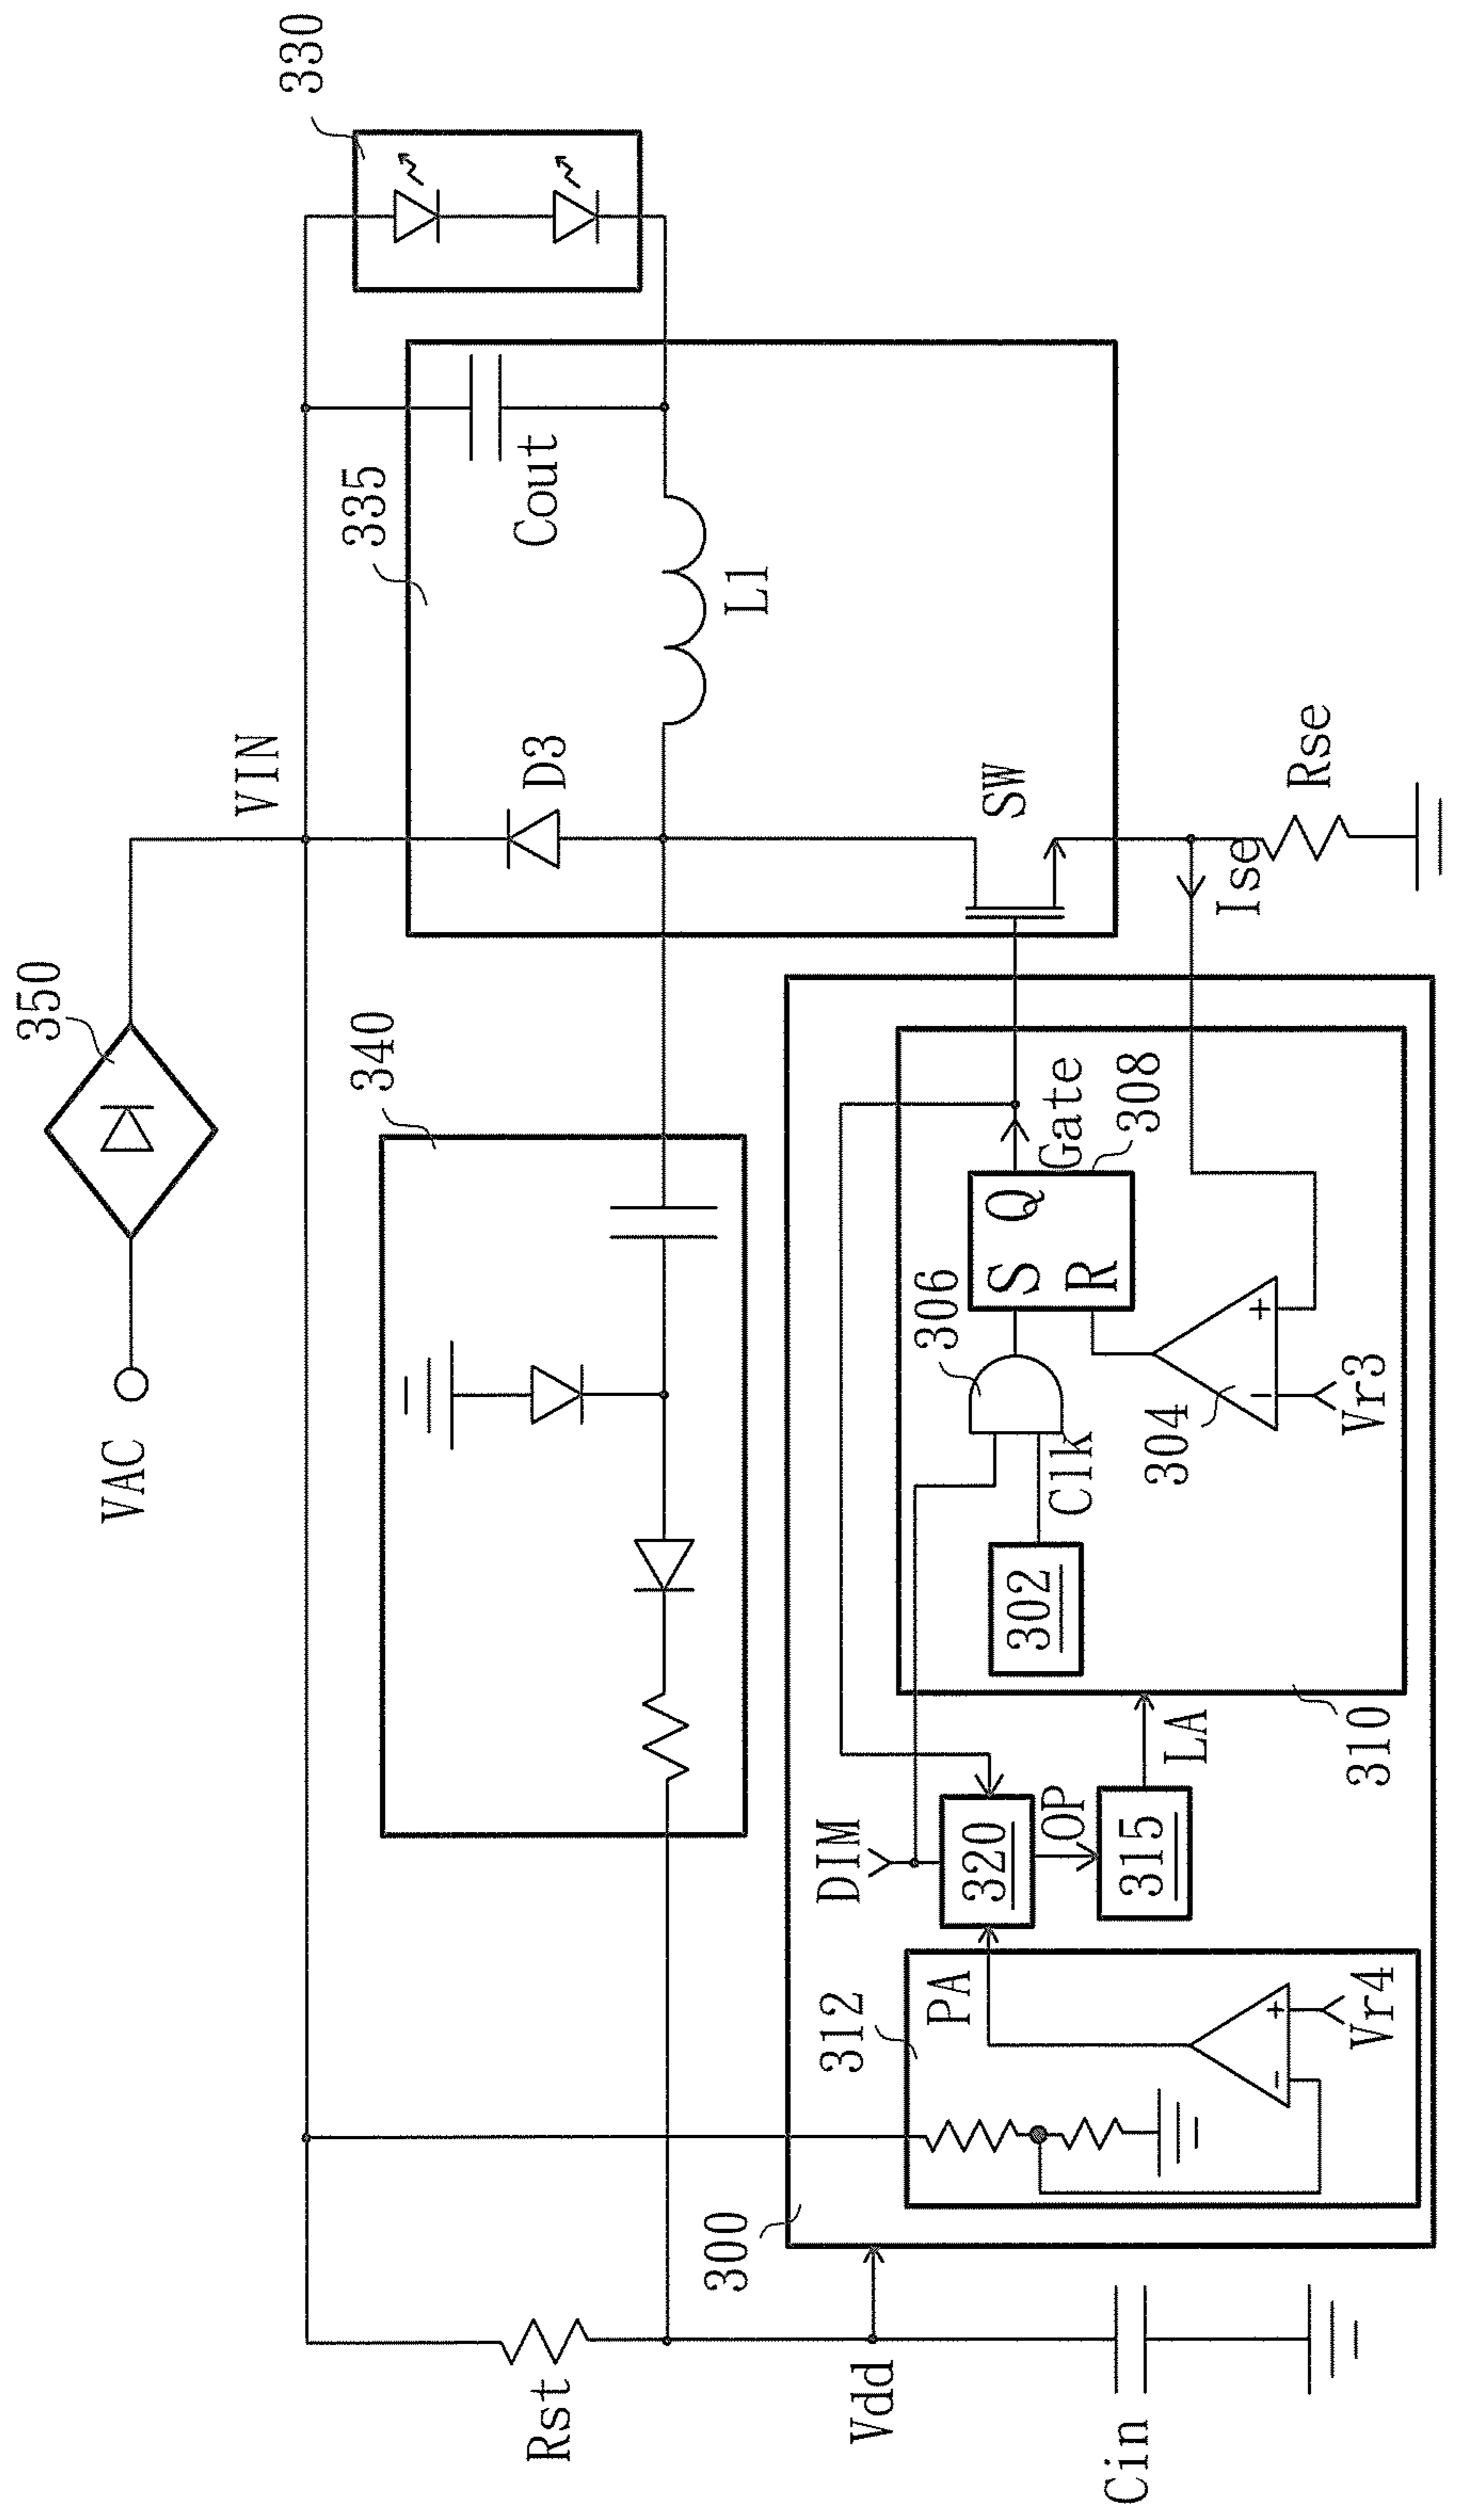 350
VAC
VIN
330
335
Cout
L1
D3
SW
Rse
Ise
340
Gate
308
Q
S
R
306
Clk
302
304
+
−
Vr3
310
LA
DIM
320
OP
315
312
PA
+
−
Vr4
300
Rst
Vdd
Cin